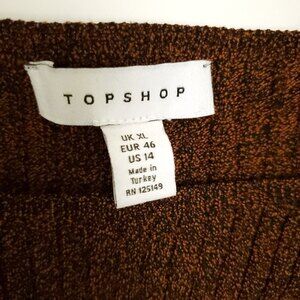 TOPSHOP
UK XL
EUR 46
US 14
Made in
Turkey
RN 125149